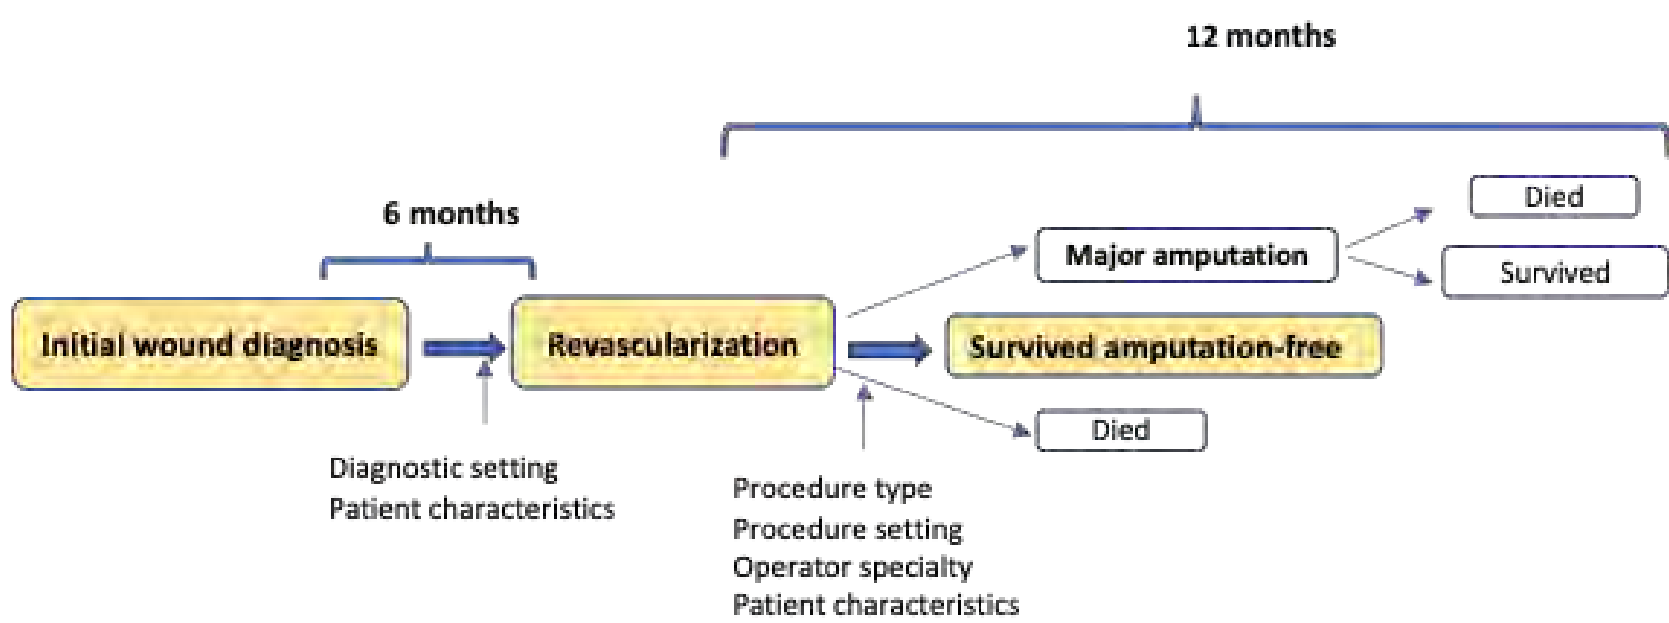 12 months
6 months
Died
Major amputation
Survived
Initial wound diagnosis
Revascularization
Survived amputation-free
Died
Diagnostic setting
Patient characteristics
Procedure type
Procedure setting
Operator specialty
Patient characteristics